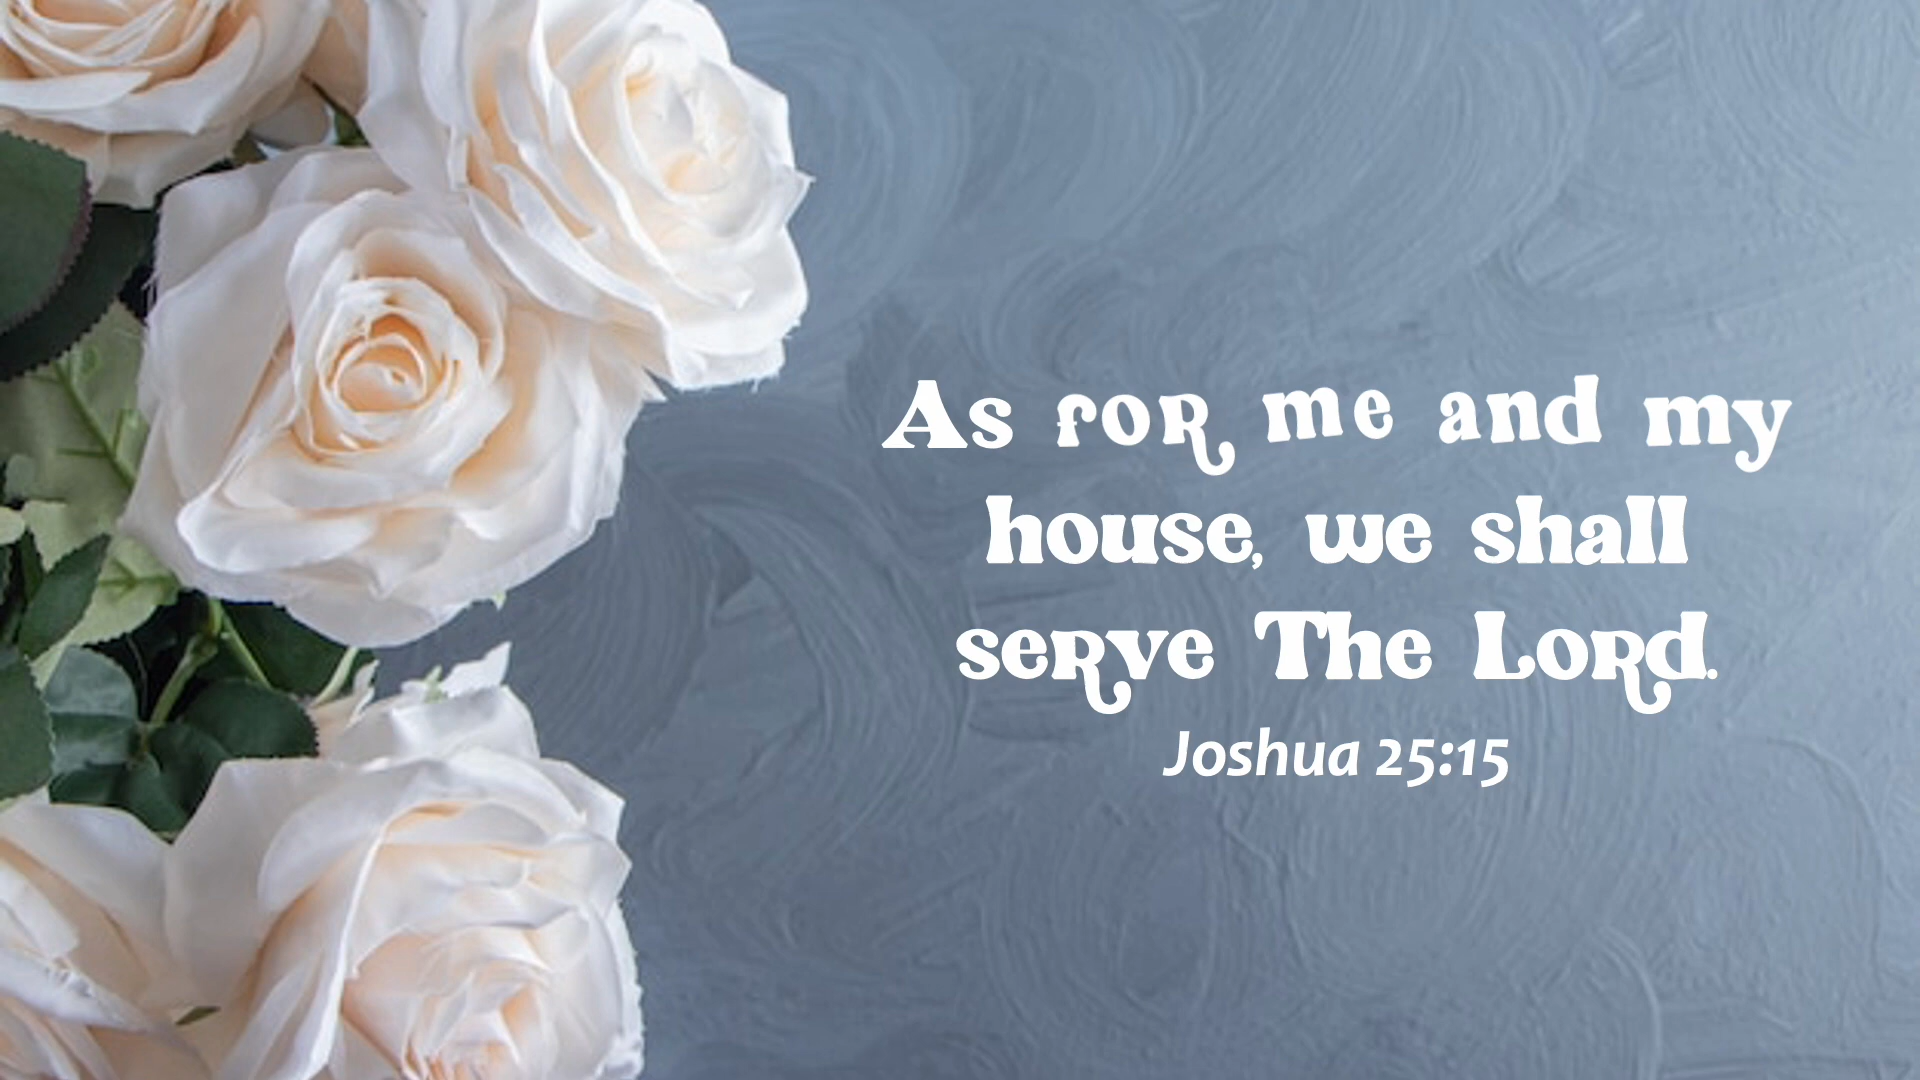 As for me and my
house, we shall
serve The Lord.
Joshua 25:15